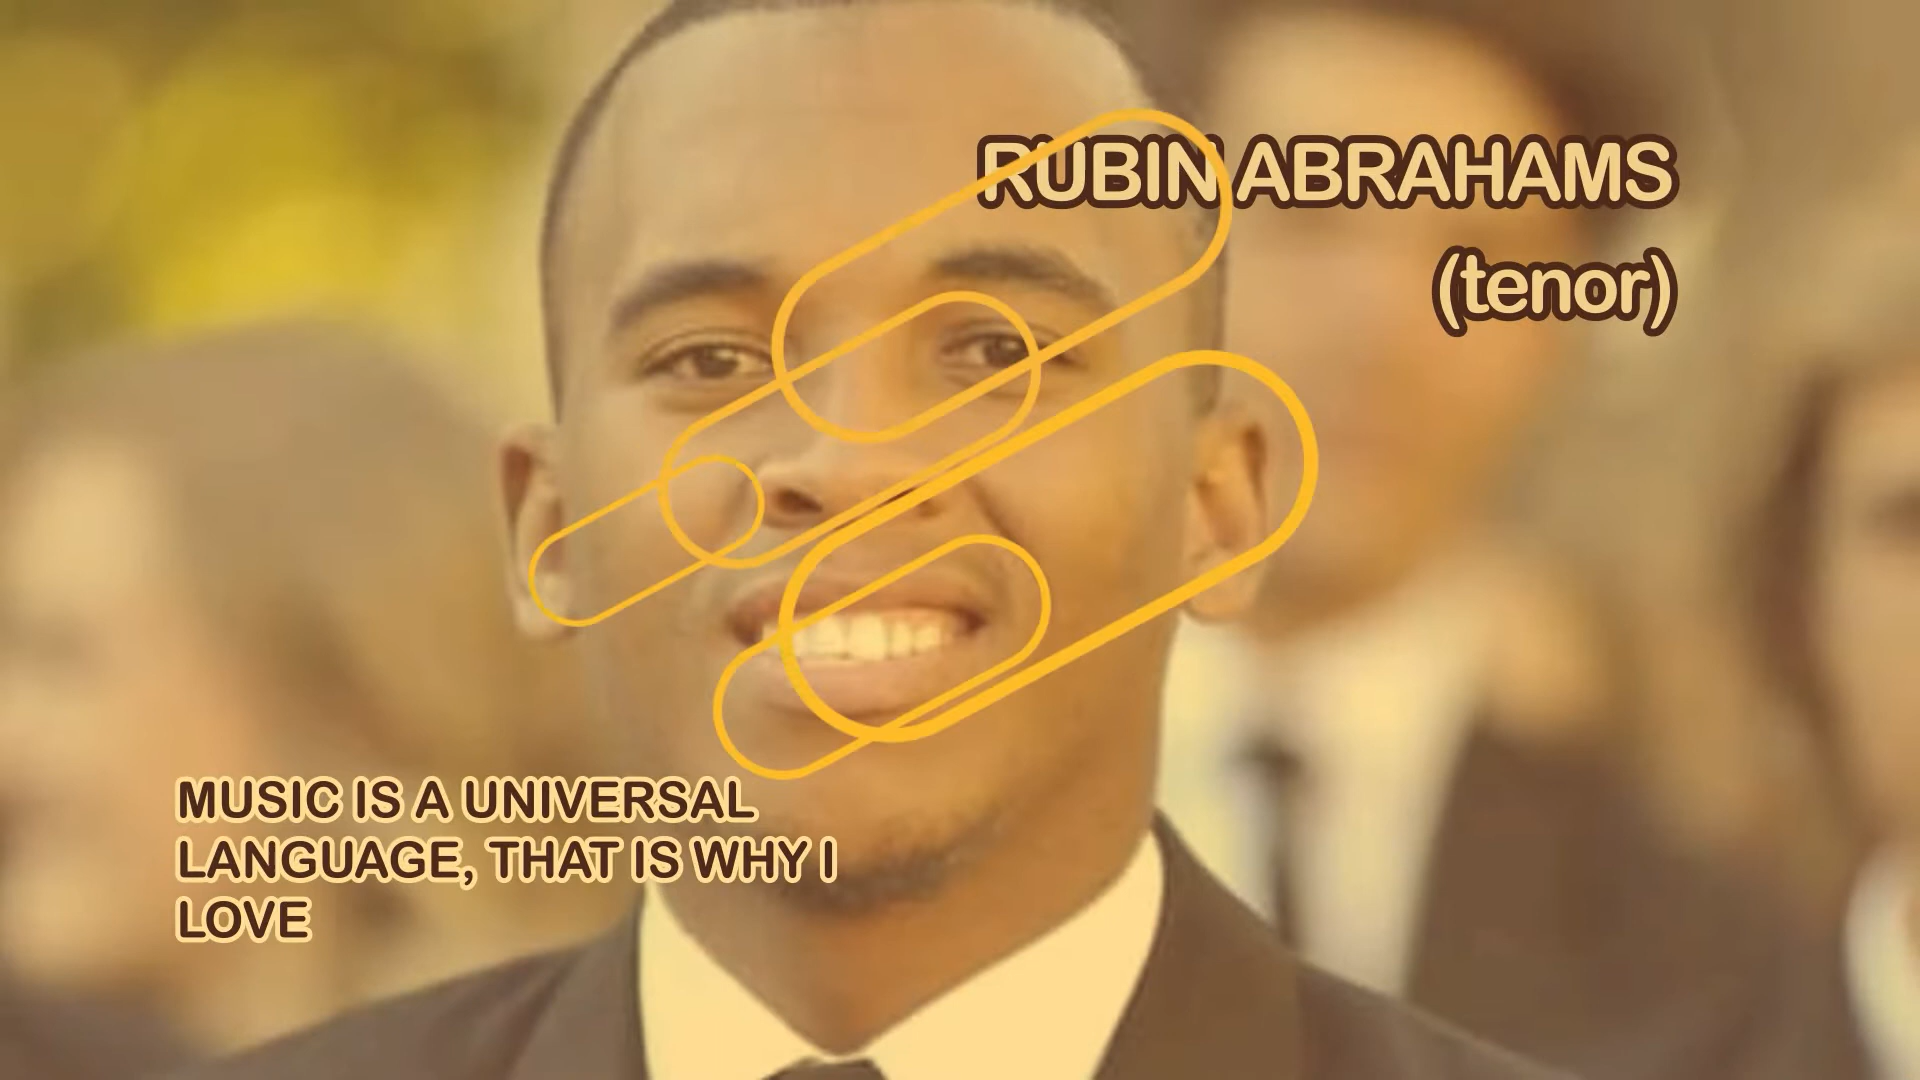 RUBIN ABRAHAMS
(tenor)
MUSIC IS A UNIVERSAL
LANGUAGE, THAT IS WHY I
LOVE